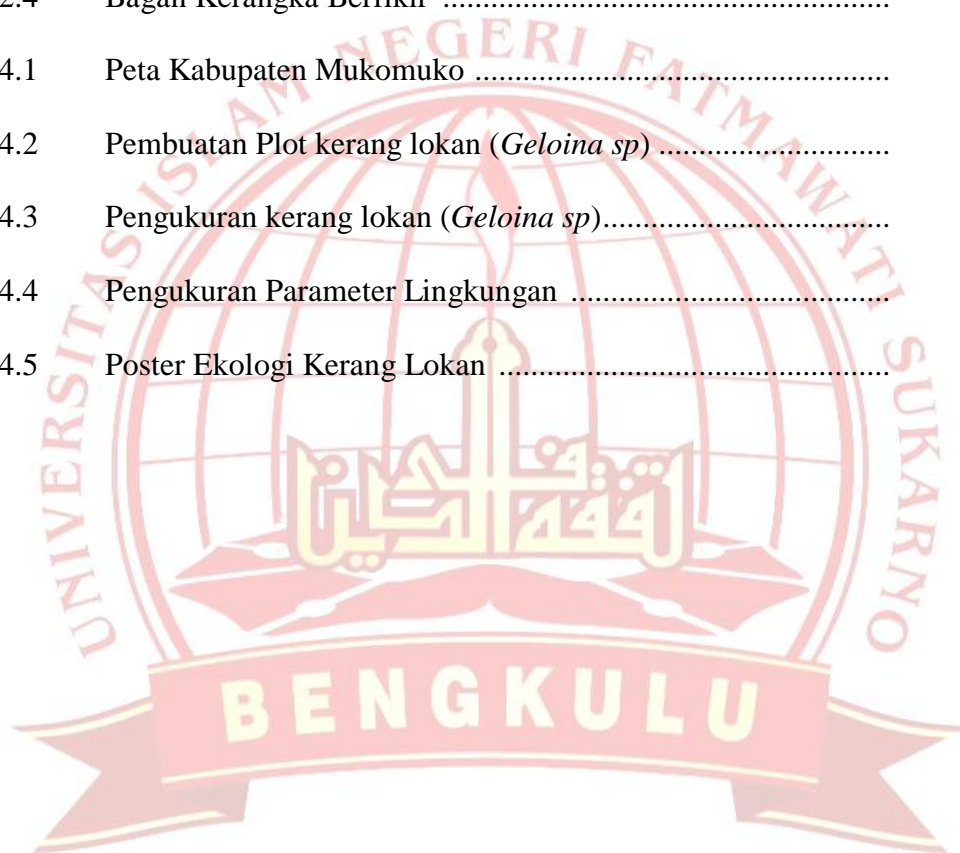 2.4 Bagan Kerangka Berfikir ................................................
4.1 Peta Kabupaten Mukomuko .............................................
4.2 Pembuatan Plot kerang lokan (Geloina sp) .........................
4.3 Pengukuran kerang lokan (Geloina sp)................................
4.4 Pengukuran Parameter Lingkungan ...................................
4.5 Poster Ekologi Kerang Lokan ..........................................
UNIVERSITAS ISLAM NEGERI FATMAWATI SUKARNO
BENGKULU